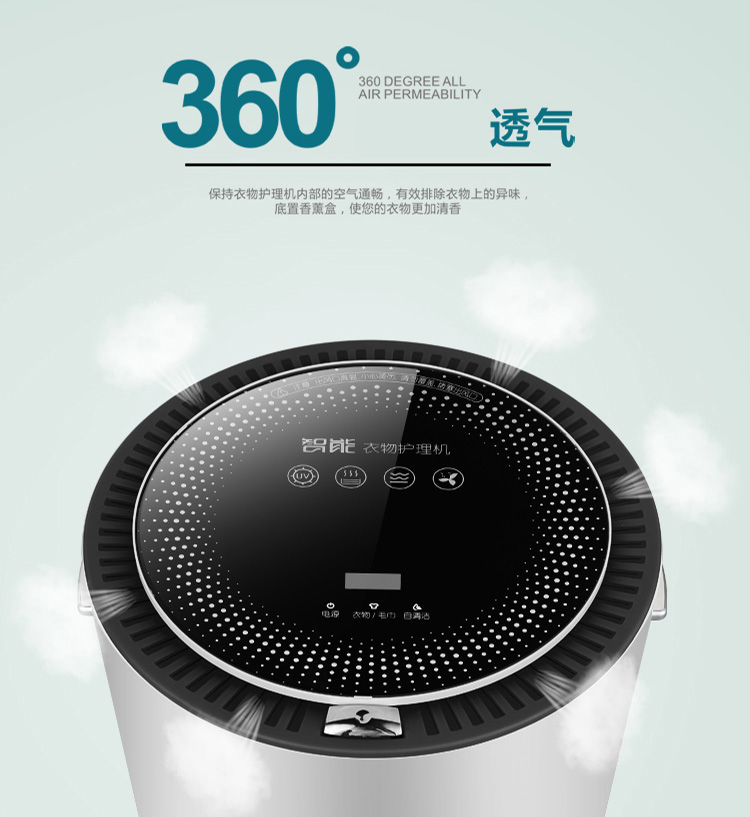 360°
360 DEGREE ALL
AIR PERMEABILITY
透气
保持衣物护理机内部的空气通畅，有效排除衣物上的异味，
底置香薰盒，使您的衣物更加清香
智能 衣物护理机
UV
电源 衣物/毛巾 自清洁